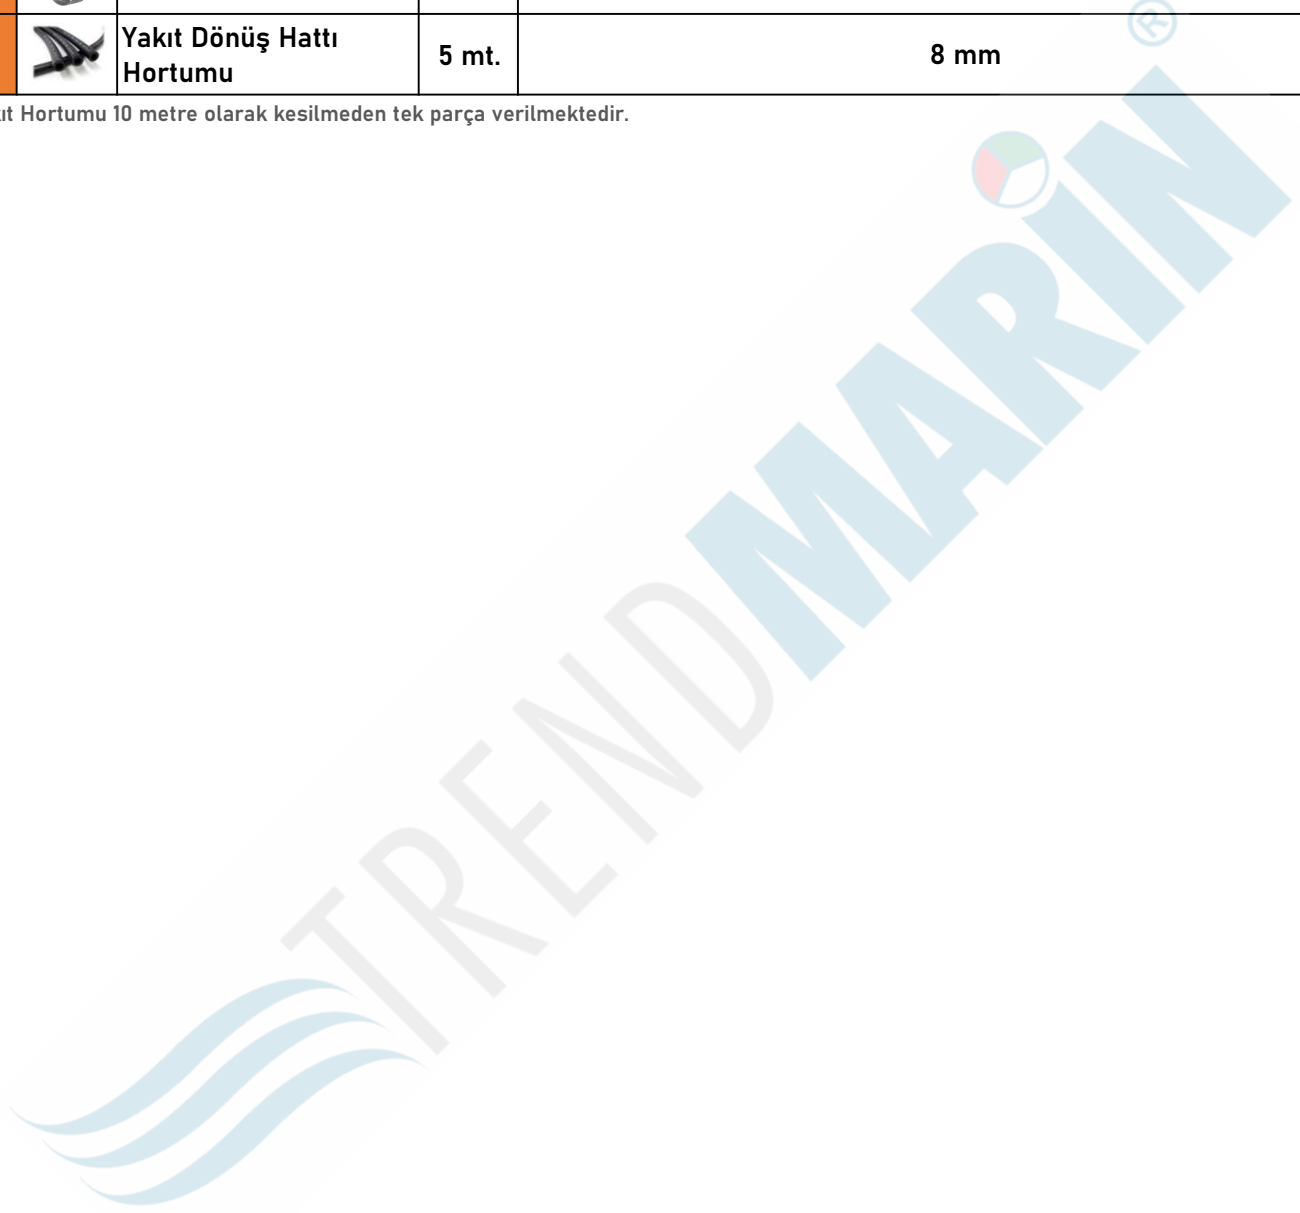 Yakıt Dönüş Hattı
Hortumu
5 mt.
8 mm
Hortumu 10 metre olarak kesilmeden tek parça verilmektedir.
TRENDMARİN®